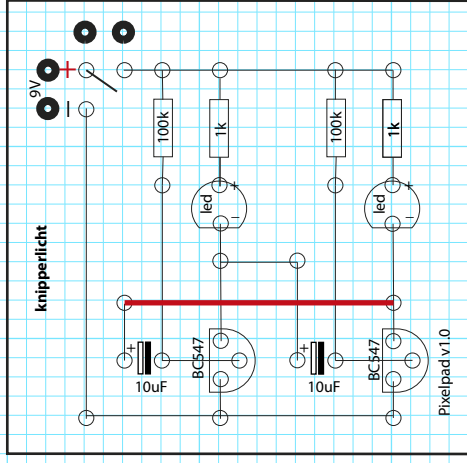 9V
+
−
100k
1k
100k
1k
led
+
−
led
+
−
knipperlicht
+
10uF
BC547
+
10uF
BC547
Pixelpad v1.0